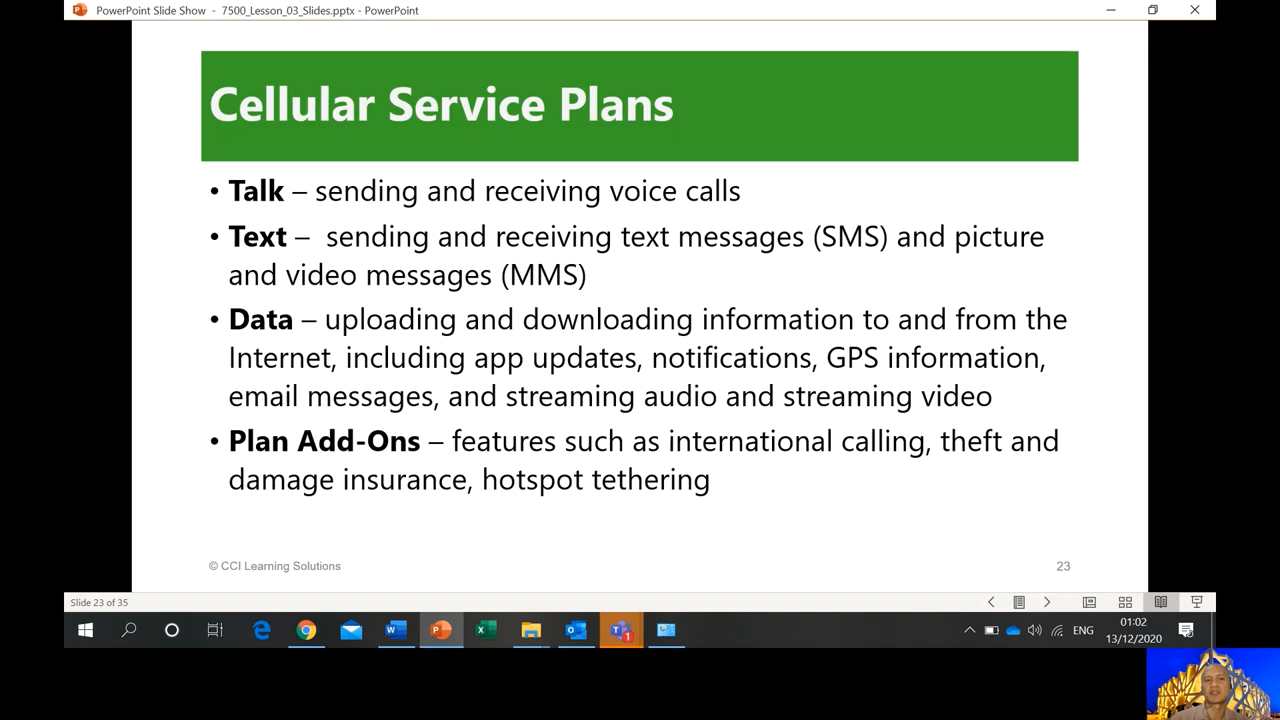 PowerPoint Slide Show - 7500_Lesson_03_Slides.pptx - PowerPoint
Cellular Service Plans
• Talk – sending and receiving voice calls
• Text – sending and receiving text messages (SMS) and picture
and video messages (MMS)
• Data – uploading and downloading information to and from the
Internet, including app updates, notifications, GPS information,
email messages, and streaming audio and streaming video
• Plan Add-Ons – features such as international calling, theft and
damage insurance, hotspot tethering
© CCI Learning Solutions
23
Slide 23 of 35
ENG
01:02
13/12/2020